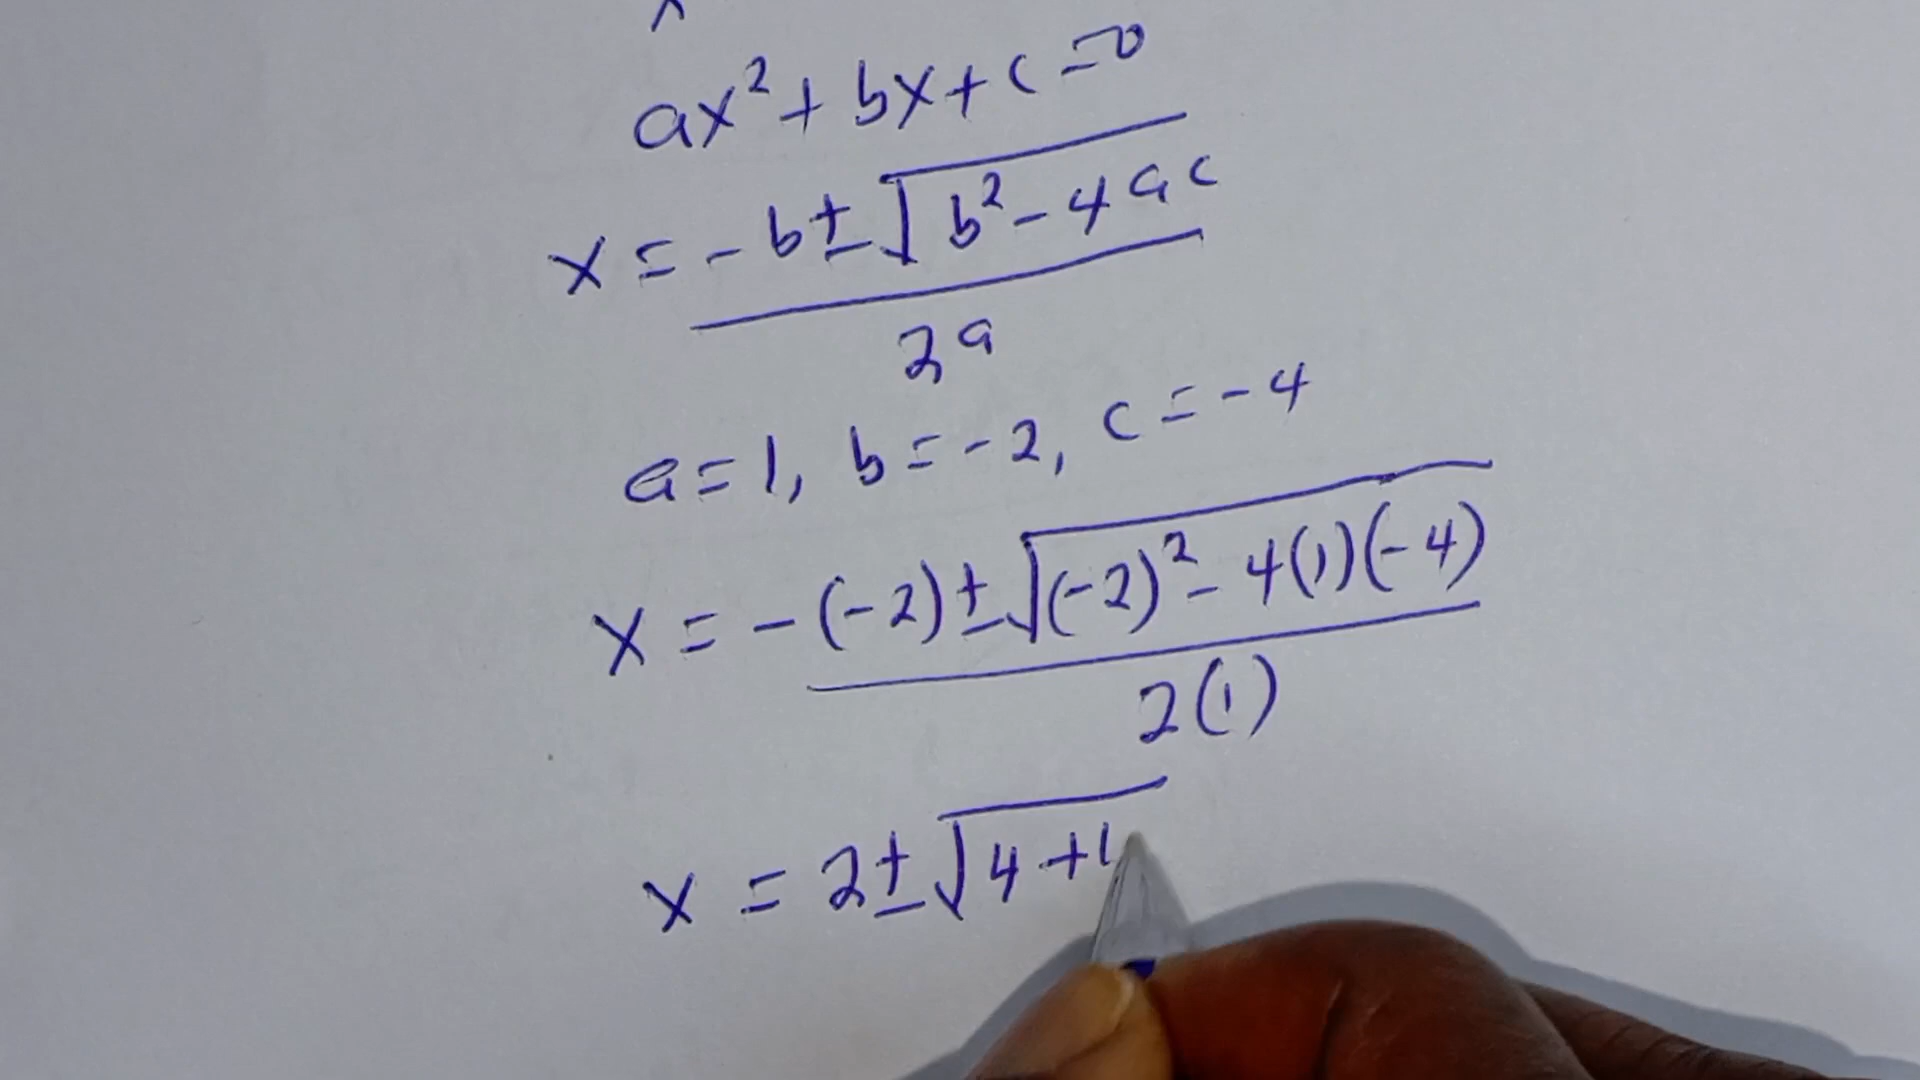 ax² + bx + c = 0
x = -b ± √b² - 4ac
2a
a = 1, b = -2, c = -4
x = -(-2) ± √(-2)² - 4(1)(-4)
2(1)
x = 2 ± √4 + 1